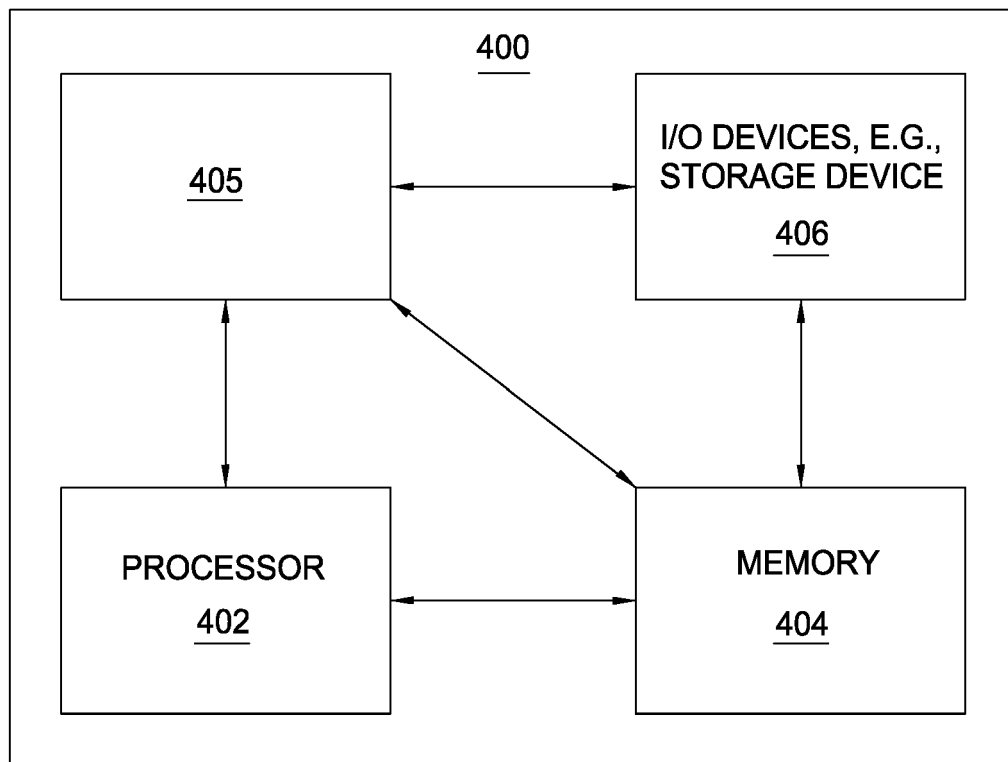 400
405
I/O DEVICES, E.G.,
STORAGE DEVICE
406
PROCESSOR
402
MEMORY
404